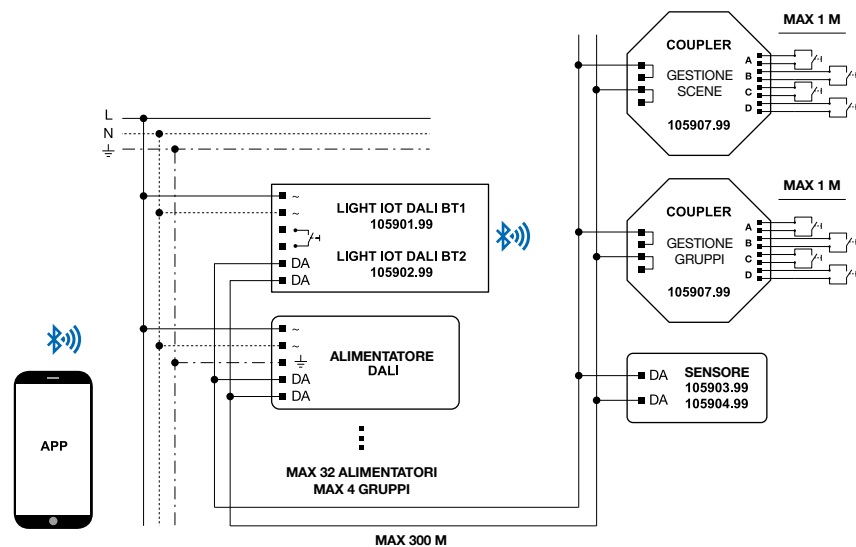 MAX 1 M
COUPLER
GESTIONE
SCENE
105907.99
A
B
C
D
L
N
LIGHT IOT DALI BT1
105901.99
LIGHT IOT DALI BT2
105902.99
~
~
DA
DA
MAX 1 M
COUPLER
GESTIONE
GRUPPI
105907.99
A
B
C
D
ALIMENTATORE
DALI
~
~
DA
DA
SENSORE
105903.99
105904.99
DA
DA
APP
MAX 32 ALIMENTATORI
MAX 4 GRUPPI
MAX 300 M